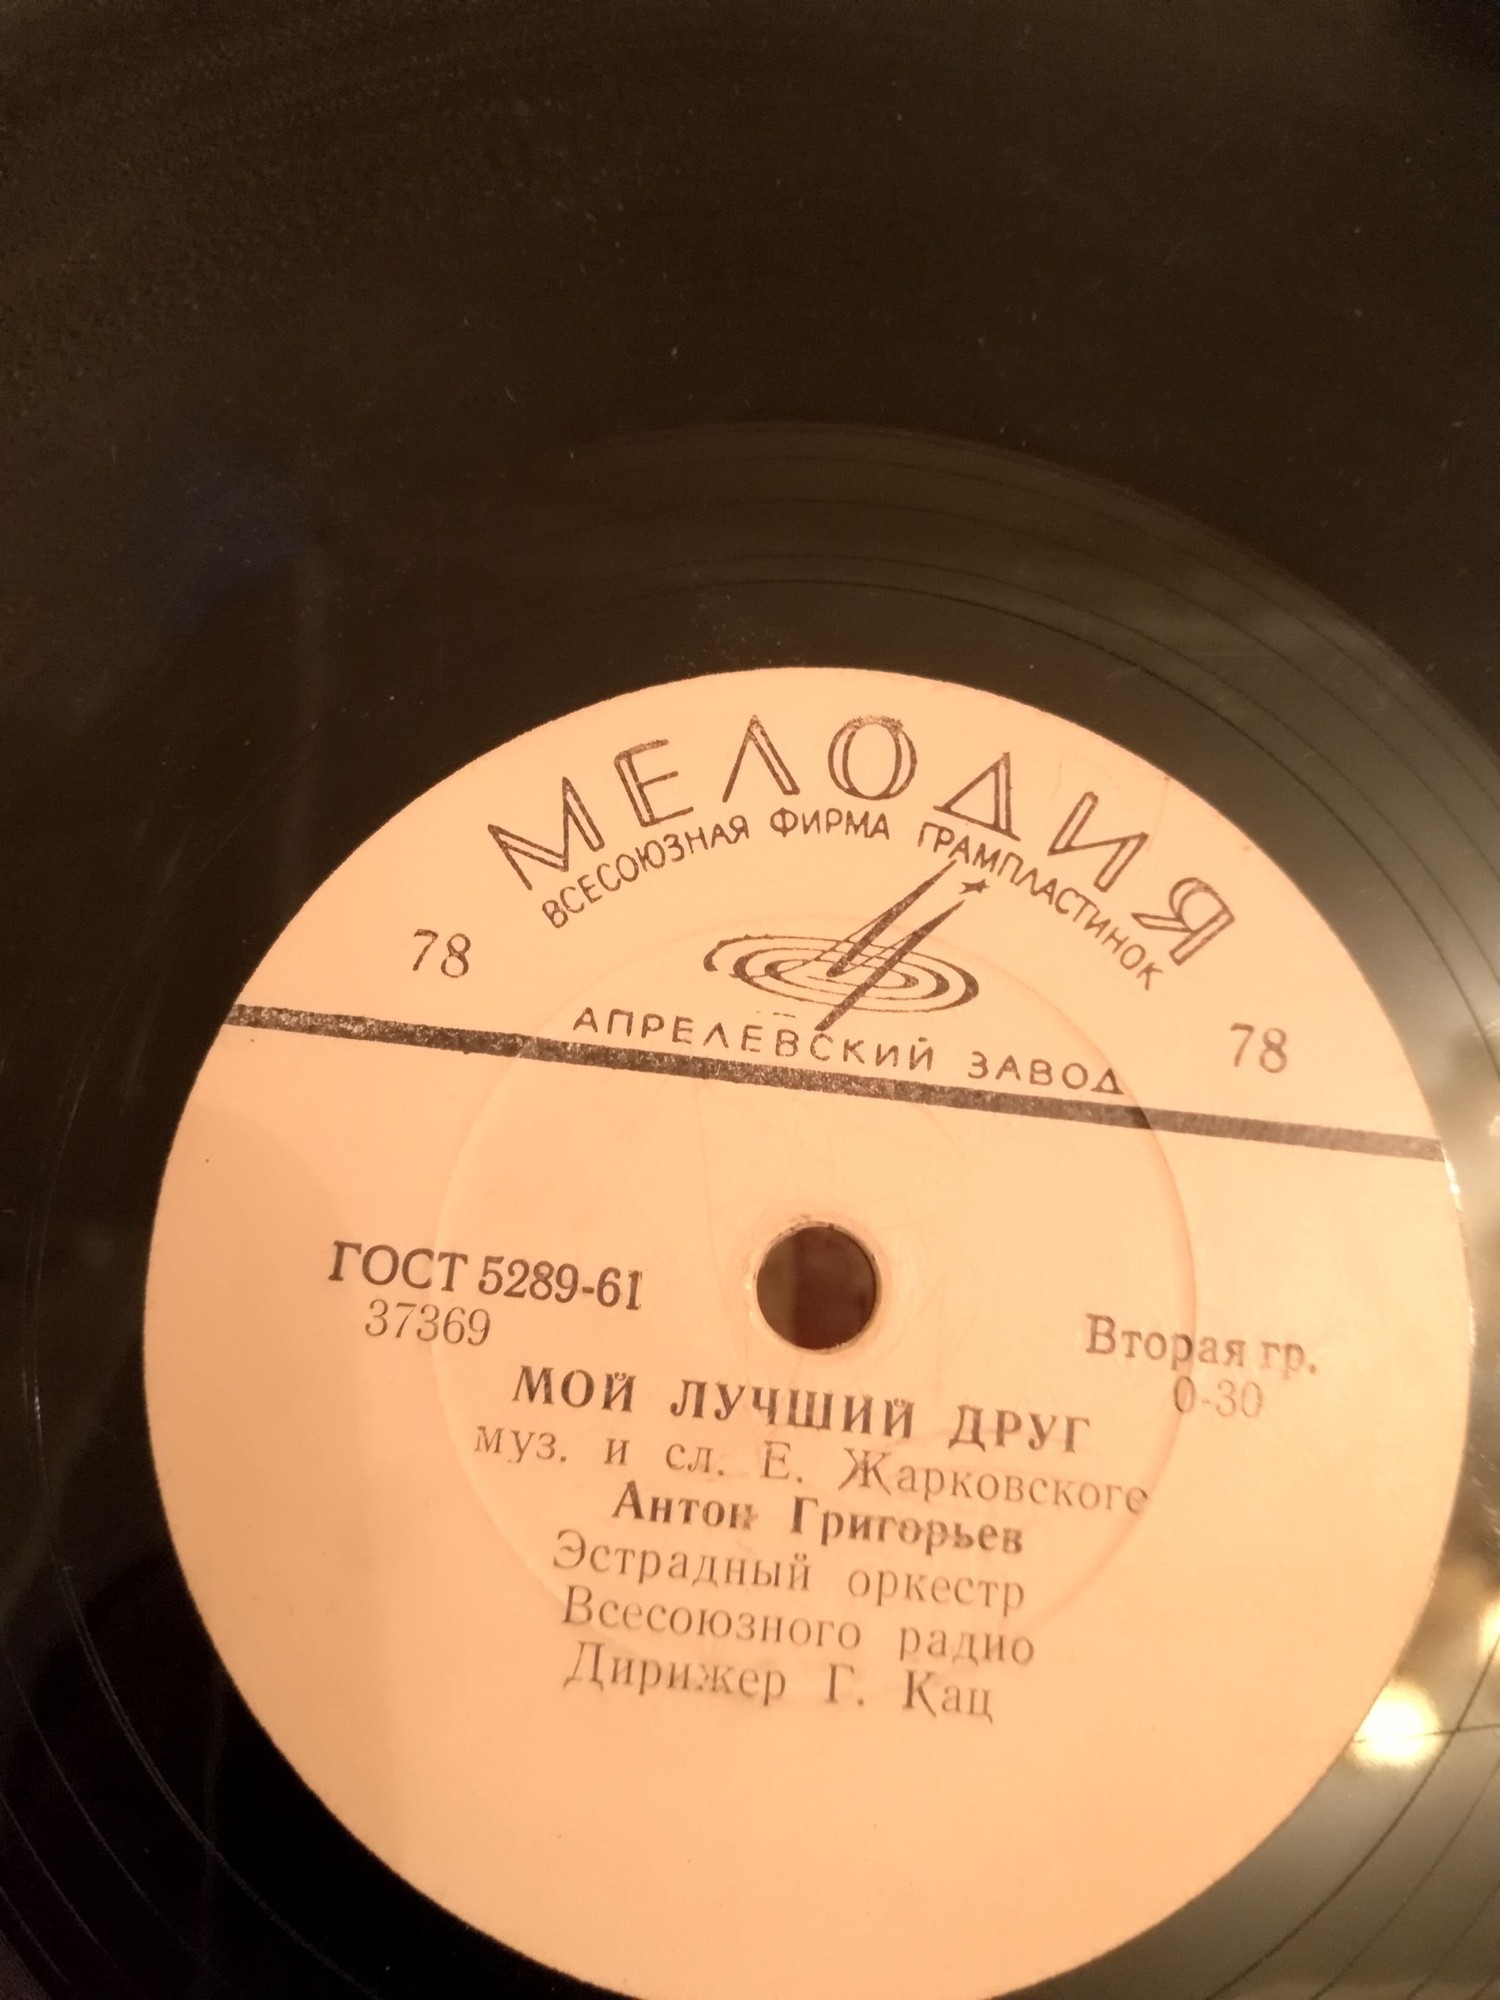 МЕЛОДИЯ
ВСЕСОЮЗНАЯ ФИРМА ГРАМПЛАСТИНОК
78
78
АПРЕЛЕВСКИЙ ЗАВОД
ГОСТ 5289-61
37369
Вторая гр.
0-30
МОЙ ЛУЧШИЙ ДРУГ
муз. и сл. Е. Жарковского
Антон Григорьев
Эстрадный оркестр
Всесоюзного радио
Дирижер Г. Кац